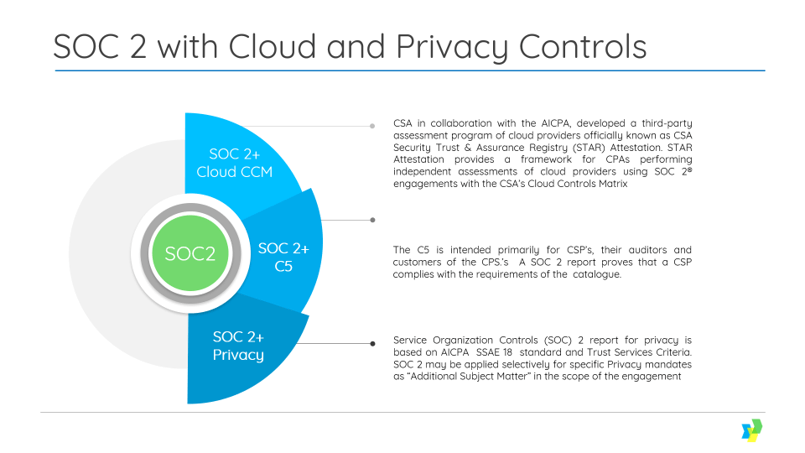 SOC 2 with Cloud and Privacy Controls
SOC 2+
Cloud CCM
CSA in collaboration with the AICPA, developed a third-party
assessment program of cloud providers officially known as CSA
Security Trust & Assurance Registry (STAR) Attestation. STAR
Attestation provides a framework for CPAs performing
independent assessments of cloud providers using SOC 2®
engagements with the CSA's Cloud Controls Matrix
SOC2
SOC 2+
C5
The C5 is intended primarily for CSP's, their auditors and
customers of the CPS.'s A SOC 2 report proves that a CSP
complies with the requirements of the catalogue.
SOC 2+
Privacy
Service Organization Controls (SOC) 2 report for privacy is
based on AICPA SSAE 18 standard and Trust Services Criteria.
SOC 2 may be applied selectively for specific Privacy mandates
as “Additional Subject Matter” in the scope of the engagement